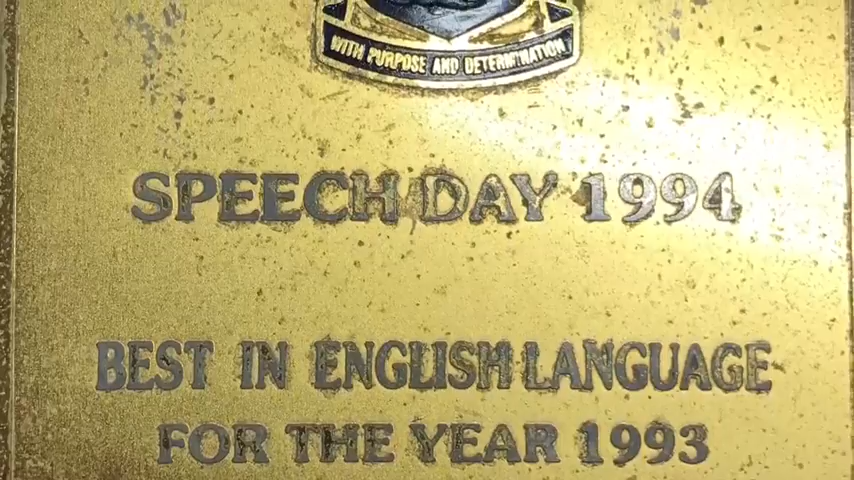 WITH PURPOSE AND DETERMINATION
SPEECH DAY 1994
BEST IN ENGLISH LANGUAGE
FOR THE YEAR 1993